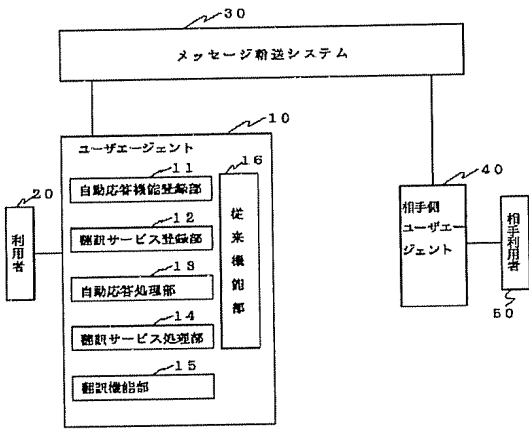 30
メッセージ転送システム
10
ユーザエージェント
11
自動応答機能登録部
12
翻訳サービス登録部
13
自動応答処理部
14
翻訳サービス処理部
15
翻訳機能部
16
従来機能部
20
利用者
40
相手側
ユーザエー
ジェント
相手利用者
50